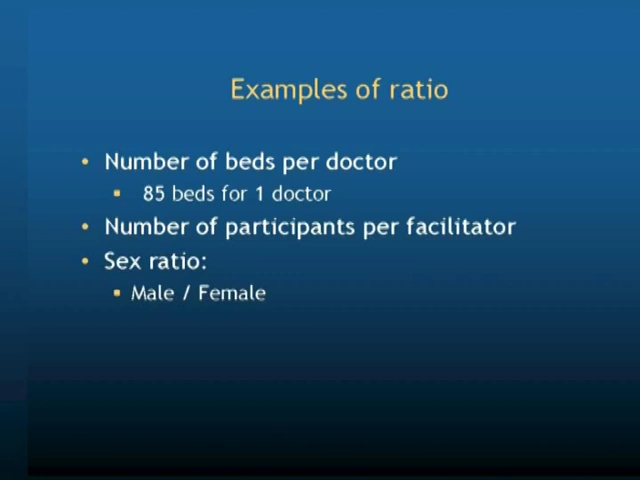 Examples of ratio
• Number of beds per doctor
▪ 85 beds for 1 doctor
• Number of participants per facilitator
• Sex ratio:
▪ Male / Female